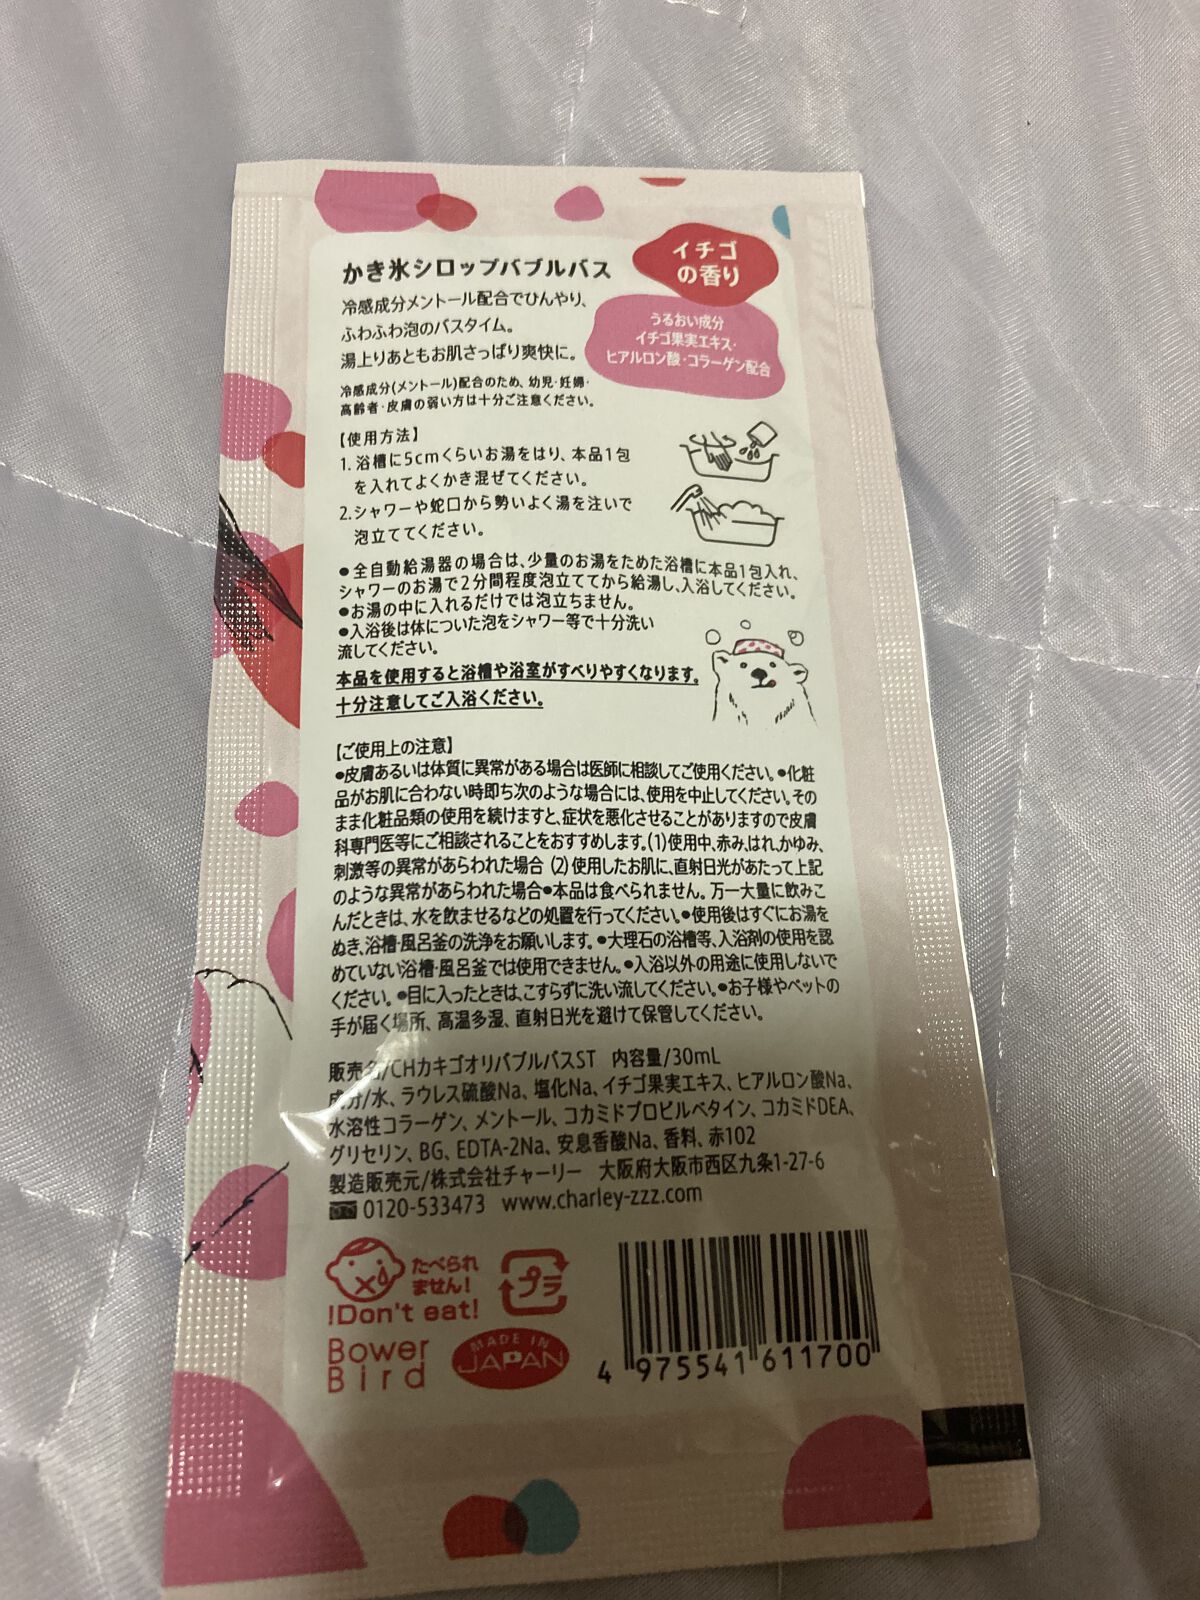 かき氷シロップバブルバス
イチゴ
の香り
冷感成分メントール配合でひんやり、
ふわふわ泡のバスタイム。
湯上りあともお肌さっぱり爽快に。
うるおい成分
イチゴ果実エキス・
ヒアルロン酸・コラーゲン配合
冷感成分(メントール)配合のため、幼児・妊婦・
高齢者・皮膚の弱い方は十分ご注意ください。
【使用方法】
1. 浴槽に5cmくらいお湯をはり、本品1包
を入れてよくかき混ぜてください。
2.シャワーや蛇口から勢いよく湯を注いで
泡立ててください。
●全自動給湯器の場合は、少量のお湯をためた浴槽に本品1包入れ、
シャワーのお湯で2分間程度泡立ててから給湯し、入浴してください。
●お湯の中に入れるだけでは泡立ちません。
●入浴後は体についた泡をシャワー等で十分洗い
流してください。
本品を使用すると浴槽や浴室がすべりやすくなります。
十分注意してご入浴ください。
【ご使用上の注意】
●皮膚あるいは体質に異常がある場合は医師に相談してご使用ください。●化粧
品がお肌に合わない時即ち次のような場合には、使用を中止してください。その
まま化粧品類の使用を続けますと、症状を悪化させることがありますので皮膚
科専門医等にご相談されることをおすすめします。(1)使用中、赤み、はれ、かゆみ、
刺激等の異常があらわれた場合 (2)使用したお肌に、直射日光があたって上記
のような異常があらわれた場合●本品は食べられません。万一大量に飲みこ
んだときは、水を飲ませるなどの処置を行ってください。●使用後はすぐにお湯を
ぬき、浴槽・風呂釜の洗浄をお願いします。●大理石の浴槽等、入浴剤の使用を認
めていない浴槽・風呂釜では使用できません。●入浴以外の用途に使用しないで
ください。●目に入ったときは、こすらずに洗い流してください。●お子様やペットの
手が届く場所、高温多湿、直射日光を避けて保管してください。
販売名/CHカキゴオリバブルバスST 内容量/30mL
成分/水、ラウレス硫酸Na、塩化Na、イチゴ果実エキス、ヒアルロン酸Na、
水溶性コラーゲン、メントール、コカミドプロピルベタイン、コカミドDEA、
グリセリン、BG、EDTA-2Na、安息香酸Na、香料、赤102
製造販売元/株式会社チャーリー 大阪府大阪市西区九条1-27-6
0120-533473 www.charley-zzz.com
たべられ
ません!
!Don't eat!
プラ
Bower
Bird
MADE IN
JAPAN
4 975541 611700